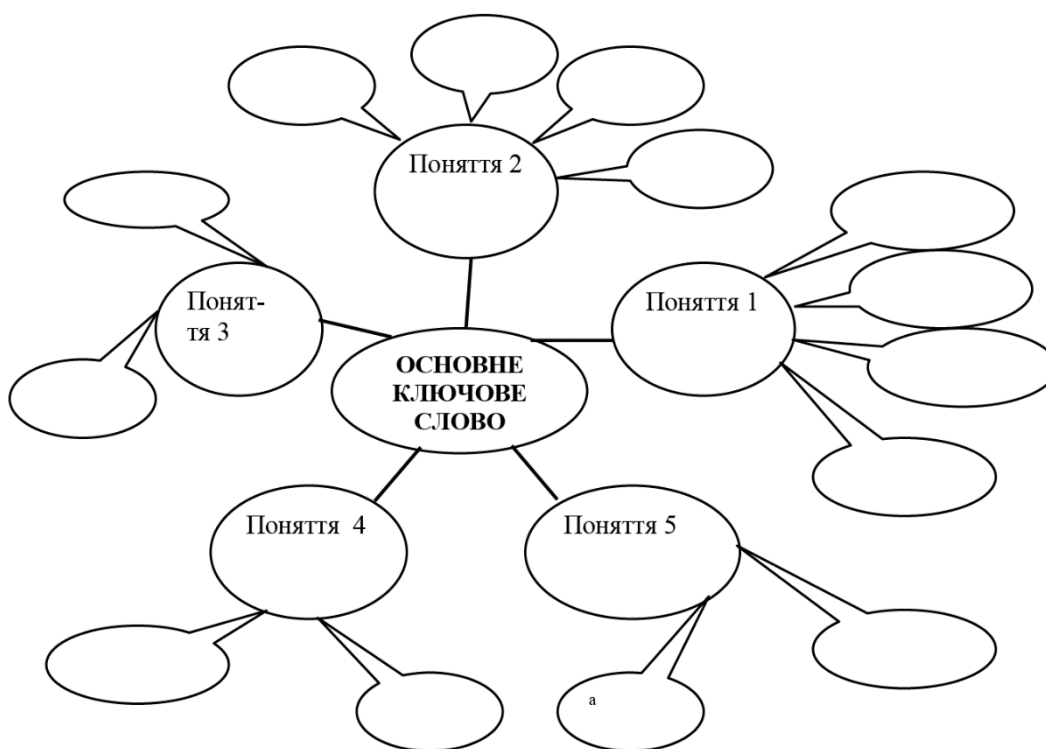 Поняття 2
Поняття 1
Понят-
тя 3
ОСНОВНЕ
КЛЮЧОВЕ
СЛОВО
Поняття 4
Поняття 5
а